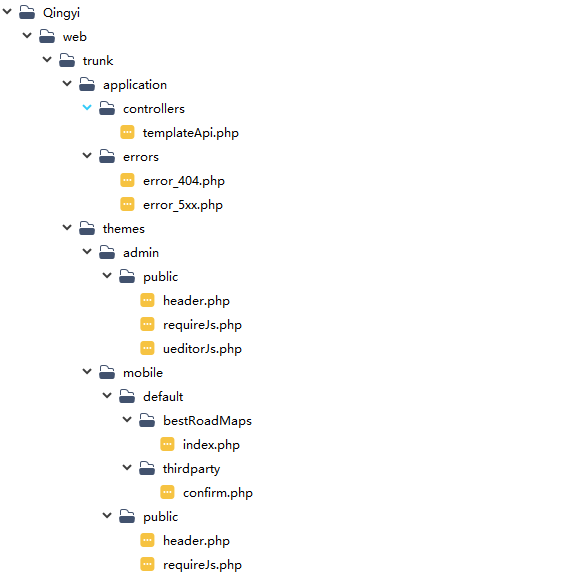 Qingyi
web
trunk
application
controllers
templateApi.php
errors
error_404.php
error_5xx.php
themes
admin
public
header.php
requireJs.php
ueditorJs.php
mobile
default
bestRoadMaps
index.php
thirdparty
confirm.php
public
header.php
requireJs.php